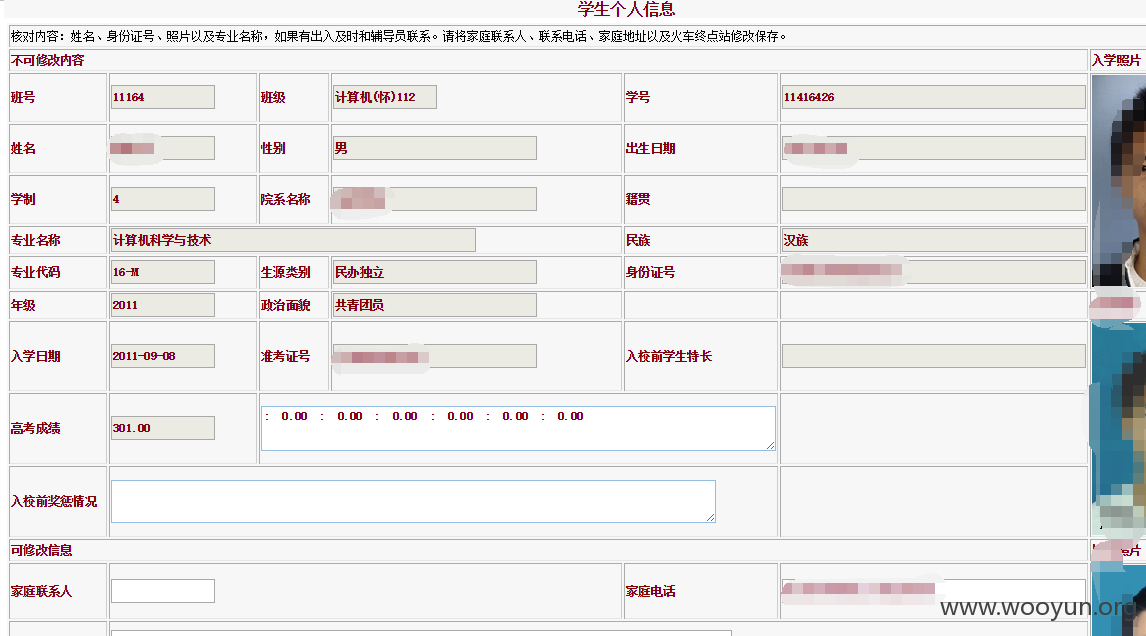 学生个人信息
核对内容：姓名、身份证号、照片以及专业名称，如果有出入及时和辅导员联系。请将家庭联系人、联系电话、家庭地址以及火车终点站修改保存。
不可修改内容 入学照片
班号 11164 班级 计算机(怀)112 学号 11416426
姓名 性别 男 出生日期
学制 4 院系名称 籍贯
专业名称 计算机科学与技术 民族 汉族
专业代码 16-M 生源类别 民办独立 身份证号
年级 2011 政治面貌 共青团员
入学日期 2011-09-08 准考证号 入校前学生特长
高考成绩 301.00 : 0.00 : 0.00 : 0.00 : 0.00 : 0.00 : 0.00
入校前奖惩情况
可修改信息 照片
家庭联系人 家庭电话
www.wooyun.org